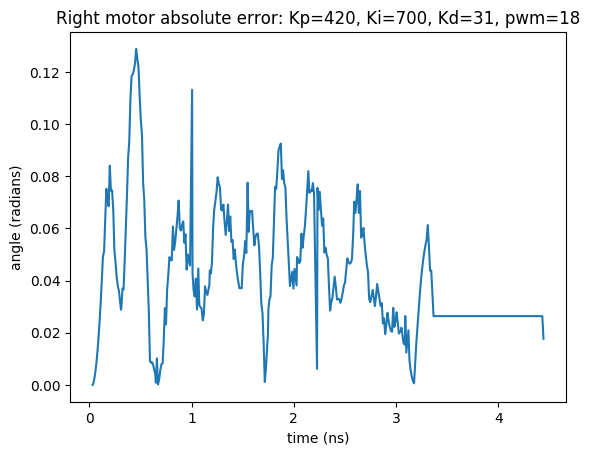 Right motor absolute error: Kp=420, Ki=700, Kd=31, pwm=18
0.12
0.10
0.08
0.06
0.04
0.02
0.00
angle (radians)
0 1 2 3 4
time (ns)